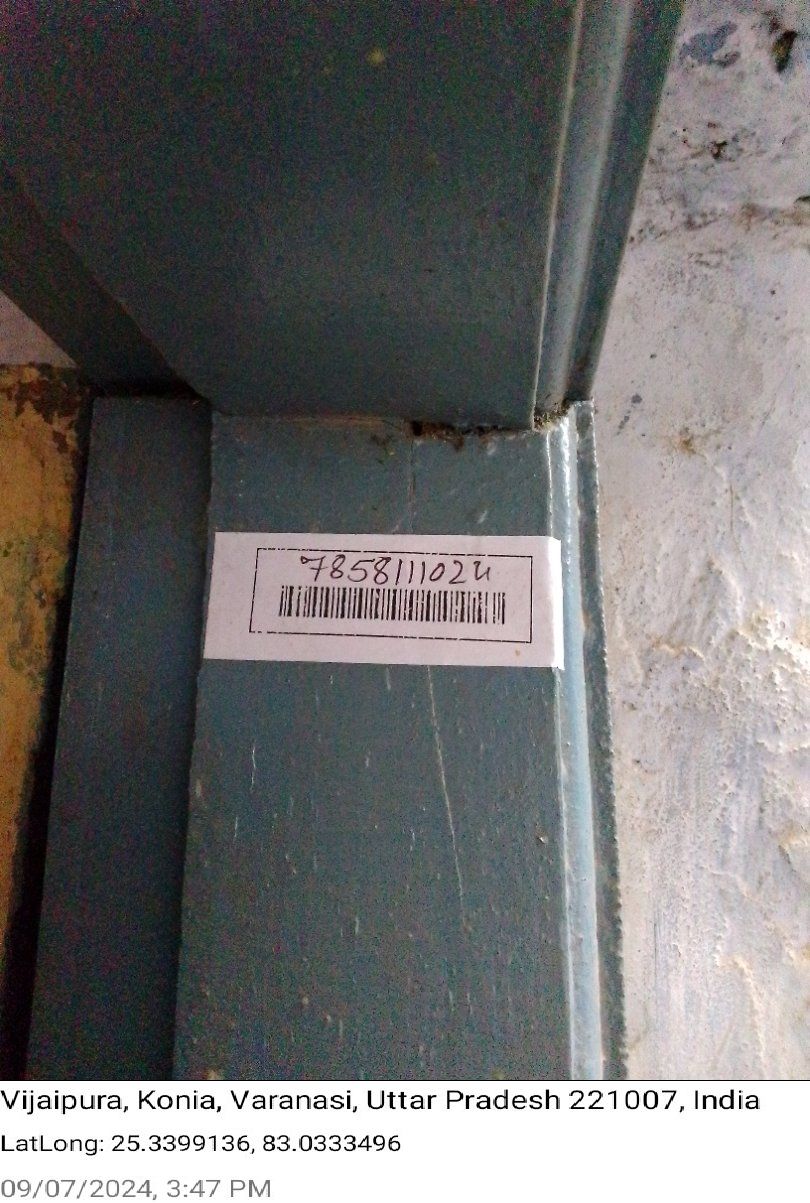 7858111024
Vijaipura, Konia, Varanasi, Uttar Pradesh 221007, India
LatLong: 25.3399136, 83.0333496
09/07/2024, 3:47 PM